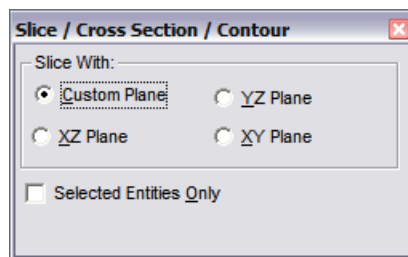 Slice / Cross Section / Contour
Slice With:
Custom Plane YZ Plane
XZ Plane XY Plane
Selected Entities Only